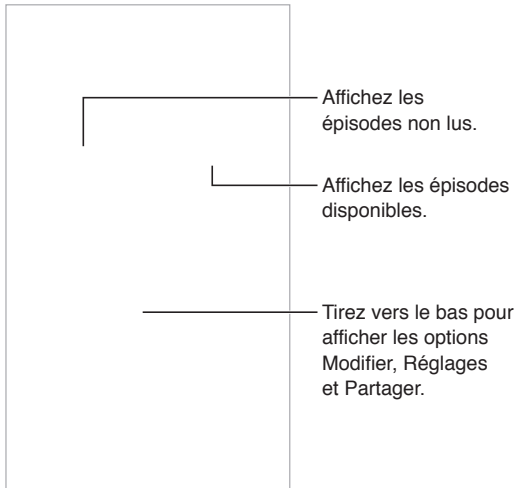 Affichez les
épisodes non lus.
Affichez les épisodes
disponibles.
Tirez vers le bas pour
afficher les options
Modifier, Réglages
et Partager.